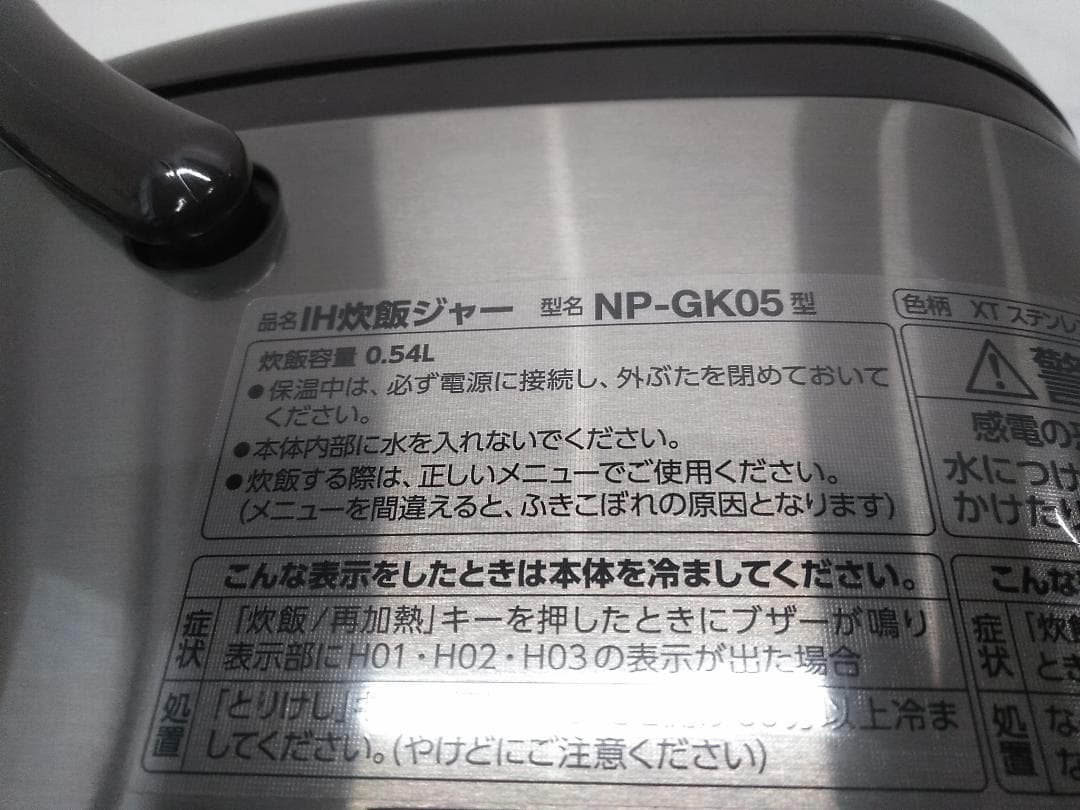 品名 IH炊飯ジャー 型名 NP-GK05 型
炊飯容量 0.54L
●保温中は、必ず電源に接続し、外ぶたを閉めておいて
ください。
●本体内部に水を入れないでください。
●炊飯する際は、正しいメニューでご使用ください。
(メニューを間違えると、ふきこぼれの原因となります)
こんな表示をしたときは本体を冷ましてください。
症状
「炊飯/再加熱」キーを押したときにブザーが鳴り
表示部にH01・H02・H03の表示が出た場合
処置
「とりけし」
以上冷ま
してください。(やけどにご注意ください)
色柄 XT ステンレ
警
感電の
水につけ
かけたり
こんな
症状
「炊
とき
処置
な
な